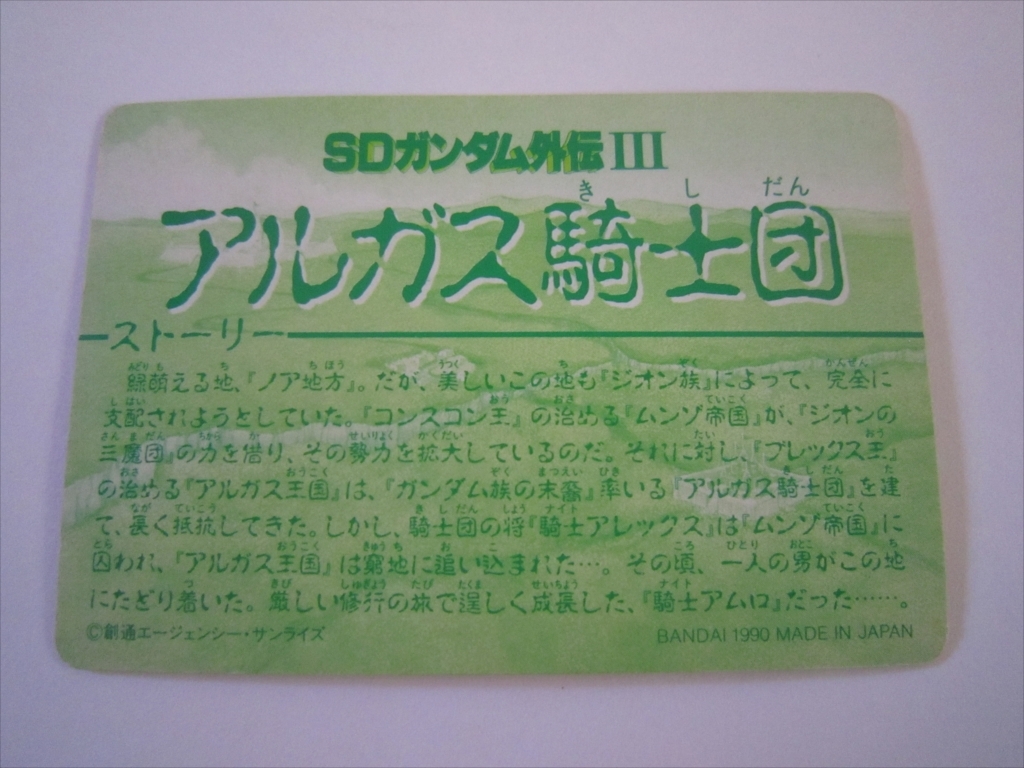 SDガンダム外伝III
きしだん
アルガス騎士団
ストーリー
緑萌える地、『ノア地方』。だが、美しいこの地も『ジオン族』によって、完全に
支配されようとしていた。『コンスコン王』の治める『ムンゾ帝国』が、『ジオンの
三魔団』の力を借り、その勢力を拡大しているのだ。それに対し、『ブレックス王』
の治める『アルガス王国』は、『ガンダム族の末裔』率いる『アルガス騎士団』を建
て、長く抵抗してきた。しかし、騎士団の将『騎士アレックス』は『ムンゾ帝国』に
囚われ、『アルガス王国』は窮地に追い込まれた…。その頃、一人の男がこの地
にたどり着いた。厳しい修行の旅で逞しく成長した、『騎士アムロ』だった……。
©創通エージェンシー・サンライズ
BANDAI 1990 MADE IN JAPAN